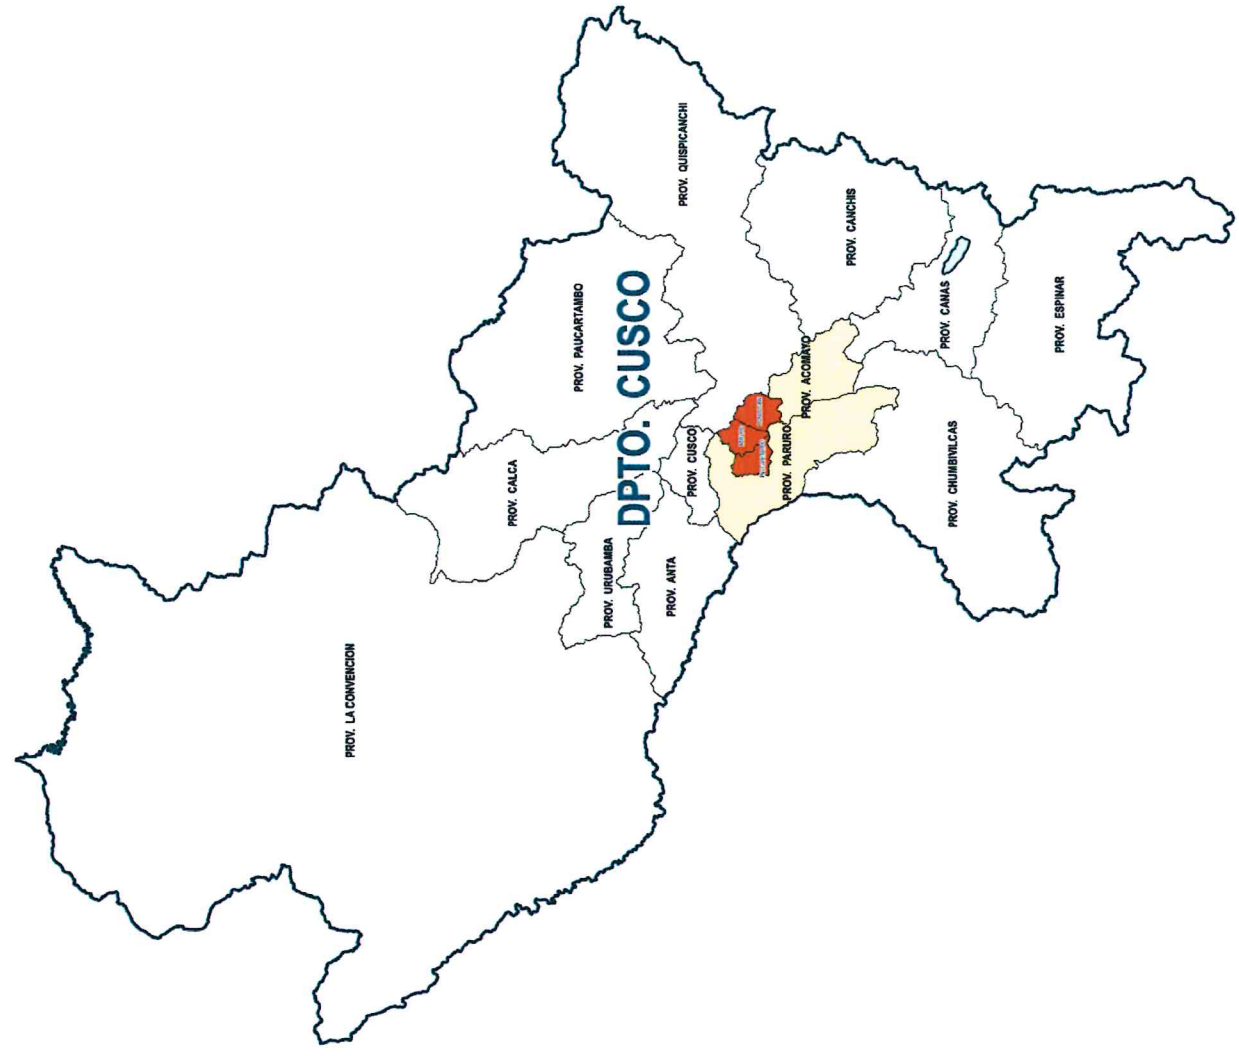 PROV. LA CONVENCION
PROV. CALCA
PROV. URUBAMBA
PROV. ANTA
PROV. PAUCARTAMBO
DPTO. CUSCO
PROV. CUSCO
PROV. QUISPICANCHI
PROV. PARURO
PROV. ACOMAYO
PROV. CANCHIS
PROV. CANAS
PROV. CHUMBIVILCAS
PROV. ESPINAR